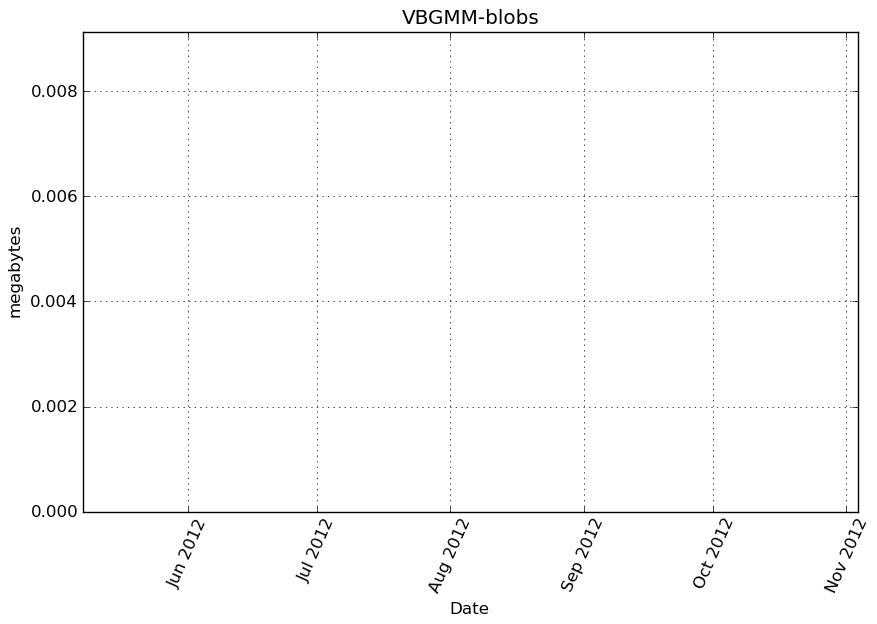 VBGMM-blobs
0.008
0.006
0.004
0.002
0.000
megabytes
Jun 2012
Jul 2012
Aug 2012
Sep 2012
Oct 2012
Nov 2012
Date